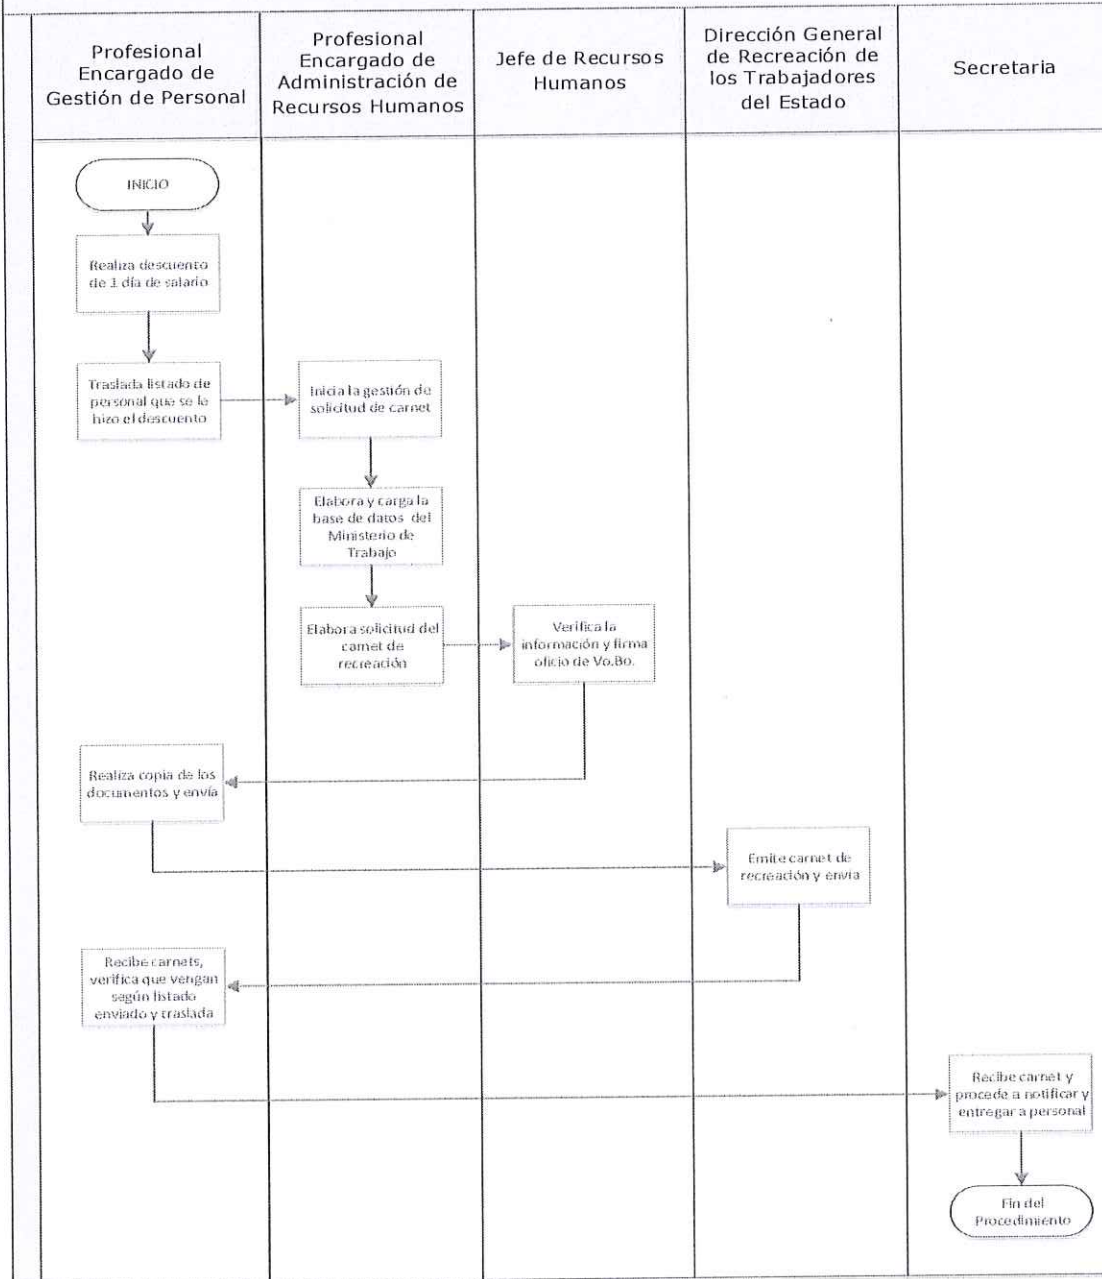 Profesional
Encargado de
Gestión de Personal
Profesional
Encargado de
Administración de
Recursos Humanos
Jefe de Recursos
Humanos
Dirección General
de Recreación de
los Trabajadores
del Estado
Secretaria
INICIO
Realiza descuento
de 1 día de salario
Traslada listado de
personal que se le
hizo el descuento
Inicia la gestión de
solicitud de carnet
Elabora y carga la
base de datos del
Ministerio de
Trabajo
Elabora solicitud del
carnet de
recreación
Verifica la
información y firma
oficio de Vo.Bo.
Realiza copia de los
documentos y envía
Emite carnet de
recreación y envía
Recibe carnets,
verifica que vengan
según listado
enviado y traslada
Recibe carnet y
procede a notificar y
entregar a personal
Fin del
Procedimiento